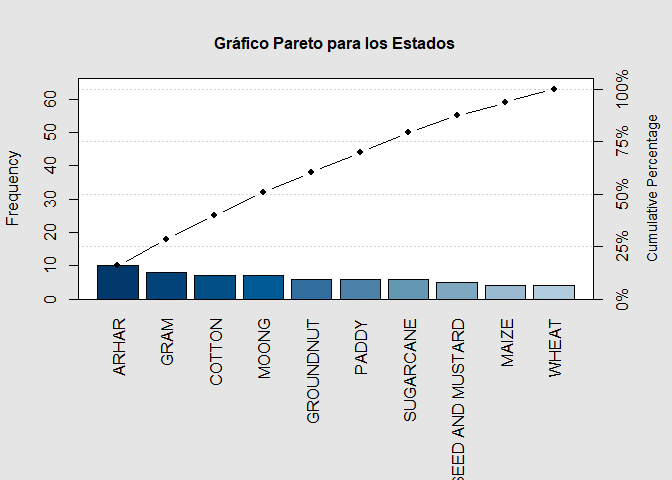 Gráfico Pareto para los Estados
Frequency
0
10
20
30
40
50
60
0%
25%
50%
75%
100%
Cumulative Percentage
ARHAR
GRAM
COTTON
MOONG
GROUNDNUT
PADDY
SUGARCANE
SEED AND MUSTARD
MAIZE
WHEAT